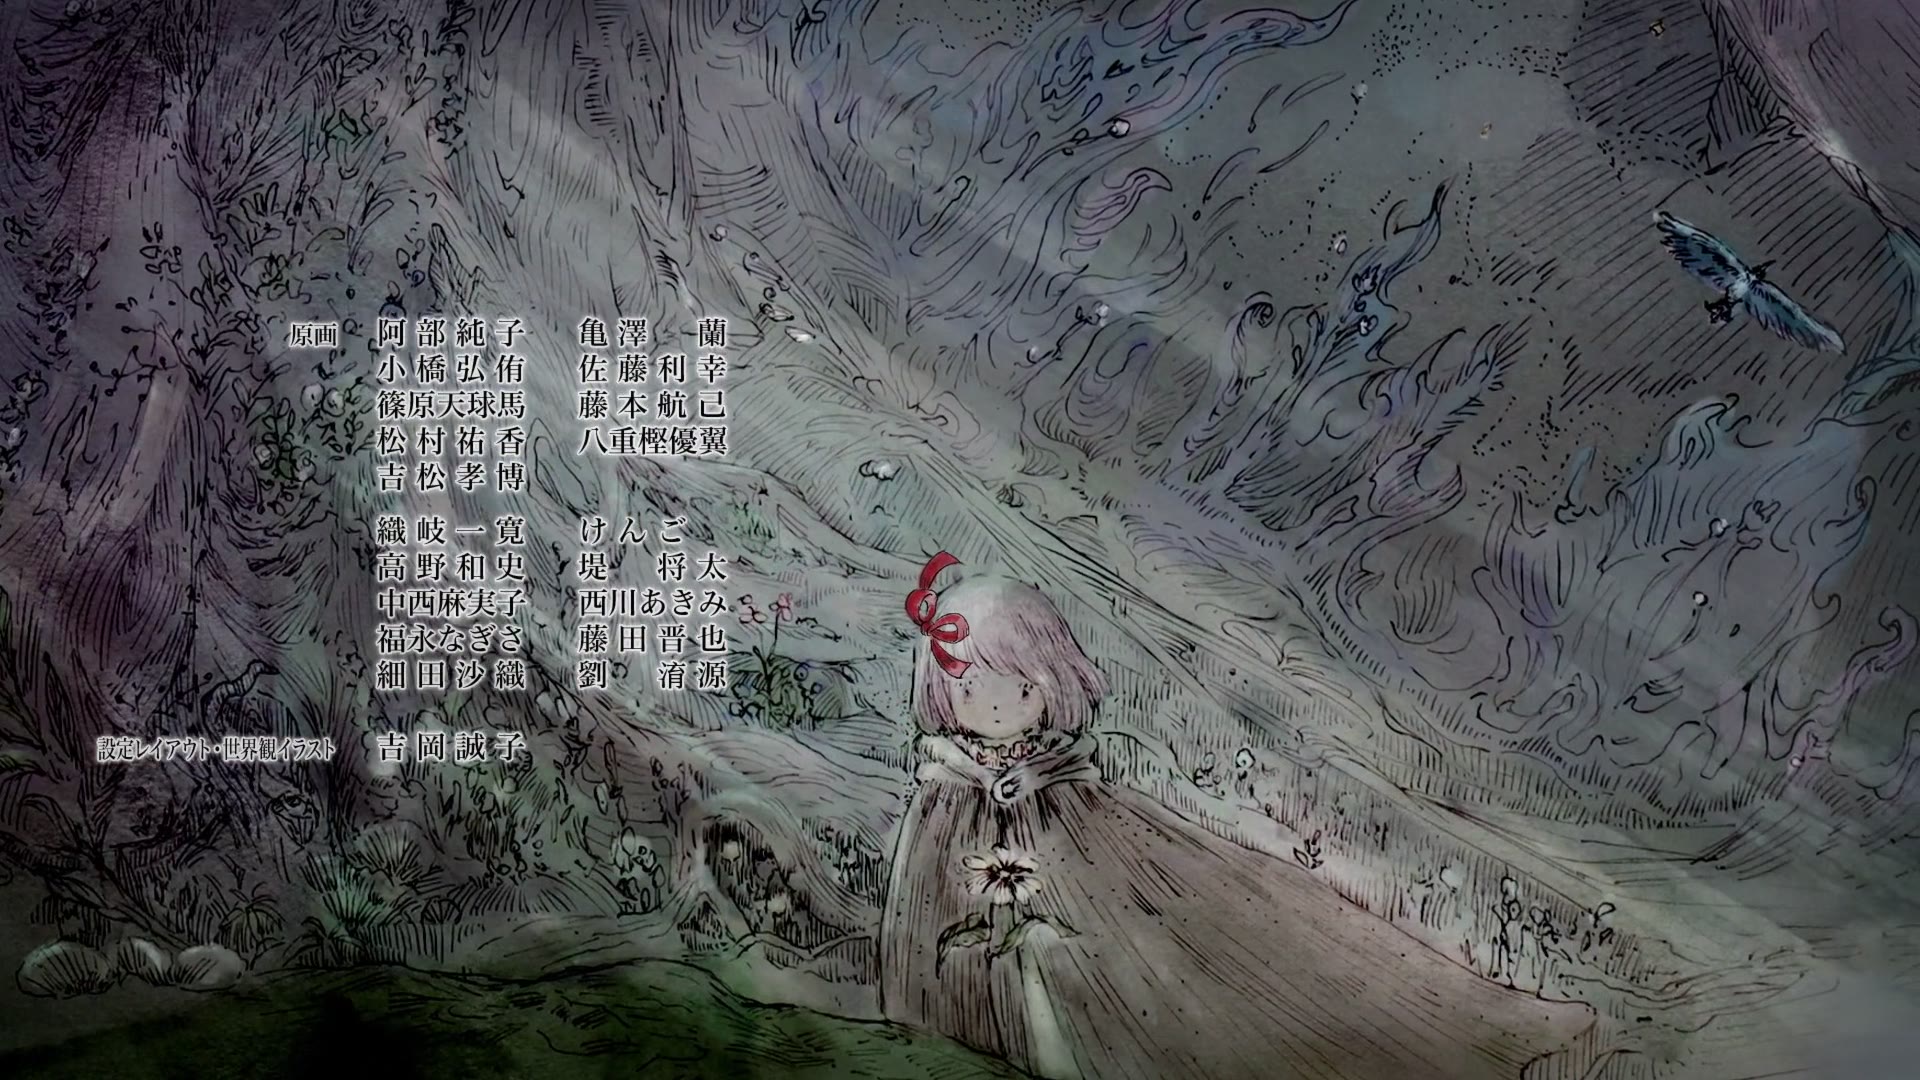 原画 阿部純子 亀澤 蘭
小橋弘侑 佐藤利幸
篠原天球馬 藤本航己
松村祐香 八重樫優翼
吉松孝博
織岐一寛 けんご
高野和史 堤 将太
中西麻実子 西川あきみ
福永なぎさ 藤田晋也
細田沙織 劉 淯源
設定レイアウト・世界観イラスト 吉岡誠子